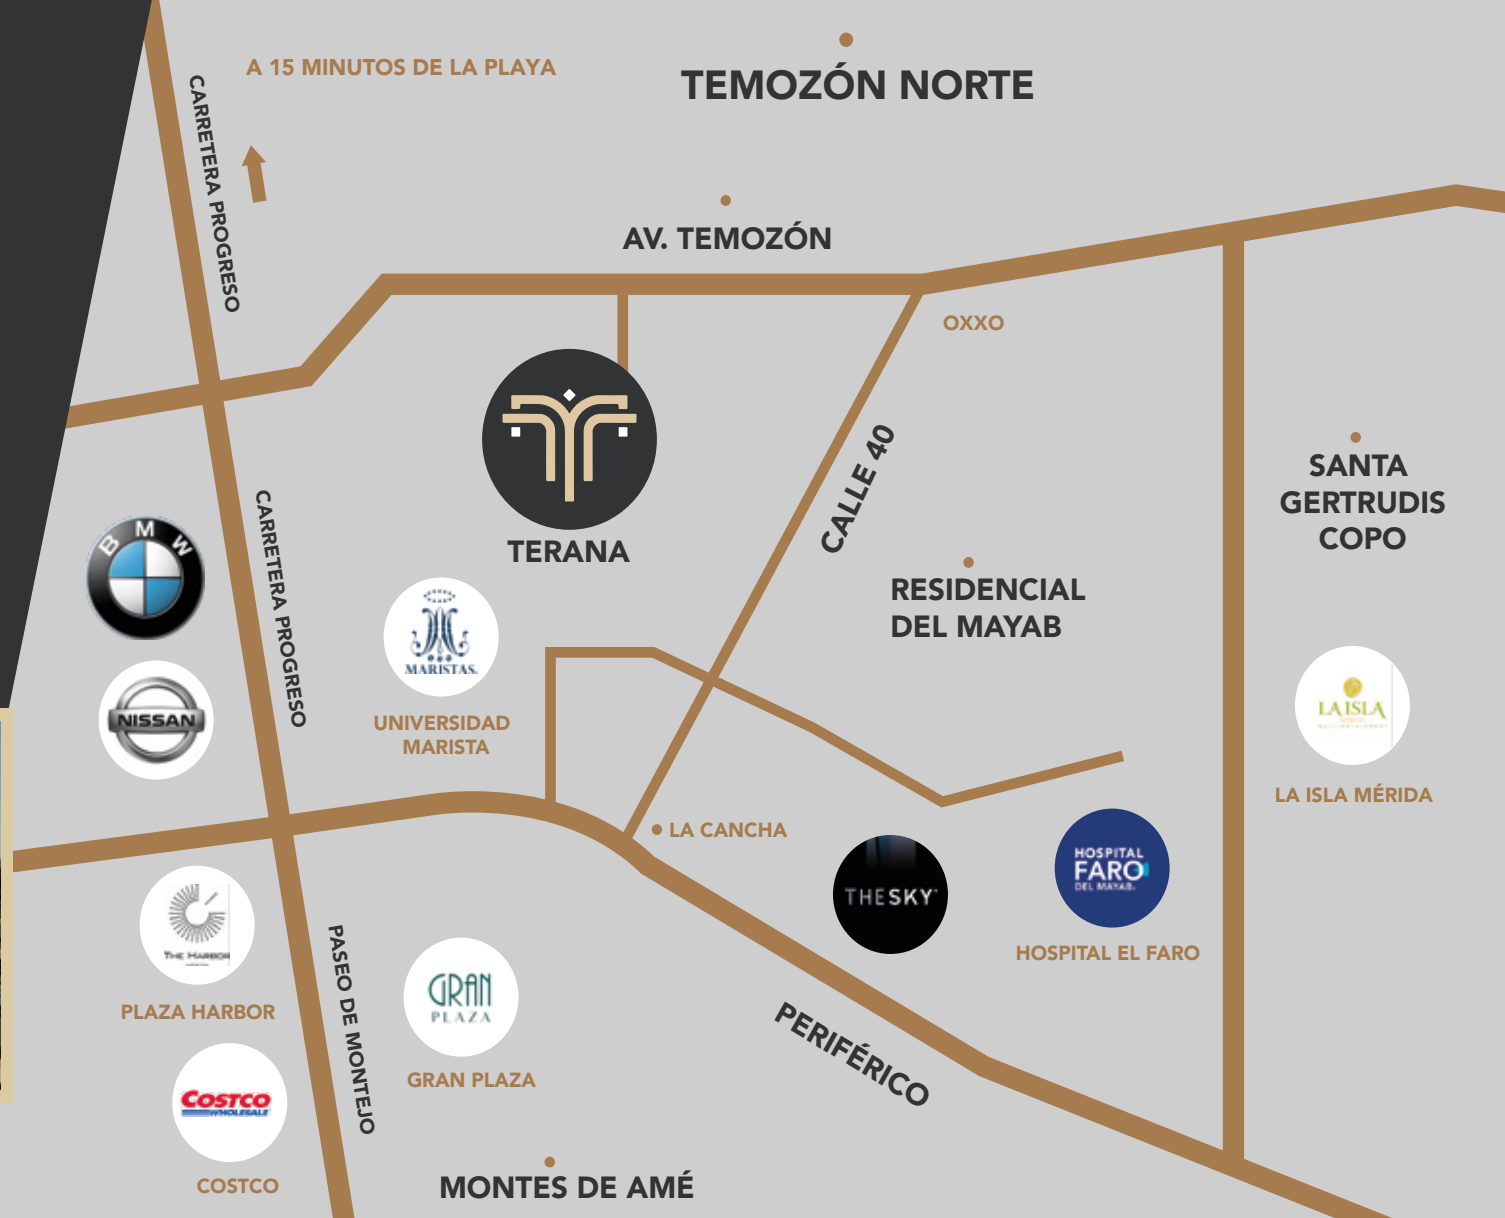 A 15 MINUTOS DE LA PLAYA
TEMOZÓN NORTE
CARRETERA PROGRESO
AV. TEMOZÓN
OXXO
CALLE 40
SANTA
GERTRUDIS
COPO
TERANA
RESIDENCIAL
DEL MAYAB
BMW
CARRETERA PROGRESO
MARISTAS
NISSAN
UNIVERSIDAD
MARISTA
LA ISLA
LA ISLA MÉRIDA
LA CANCHA
THE SKY
HOSPITAL
FARO
DEL MAYAB
HOSPITAL EL FARO
THE HARBOR
PLAZA HARBOR
PASEO DE MONTEJO
GRAN
PLAZA
GRAN PLAZA
PERIFÉRICO
COSTCO
WHOLESALE
COSTCO
MONTES DE AMÉ